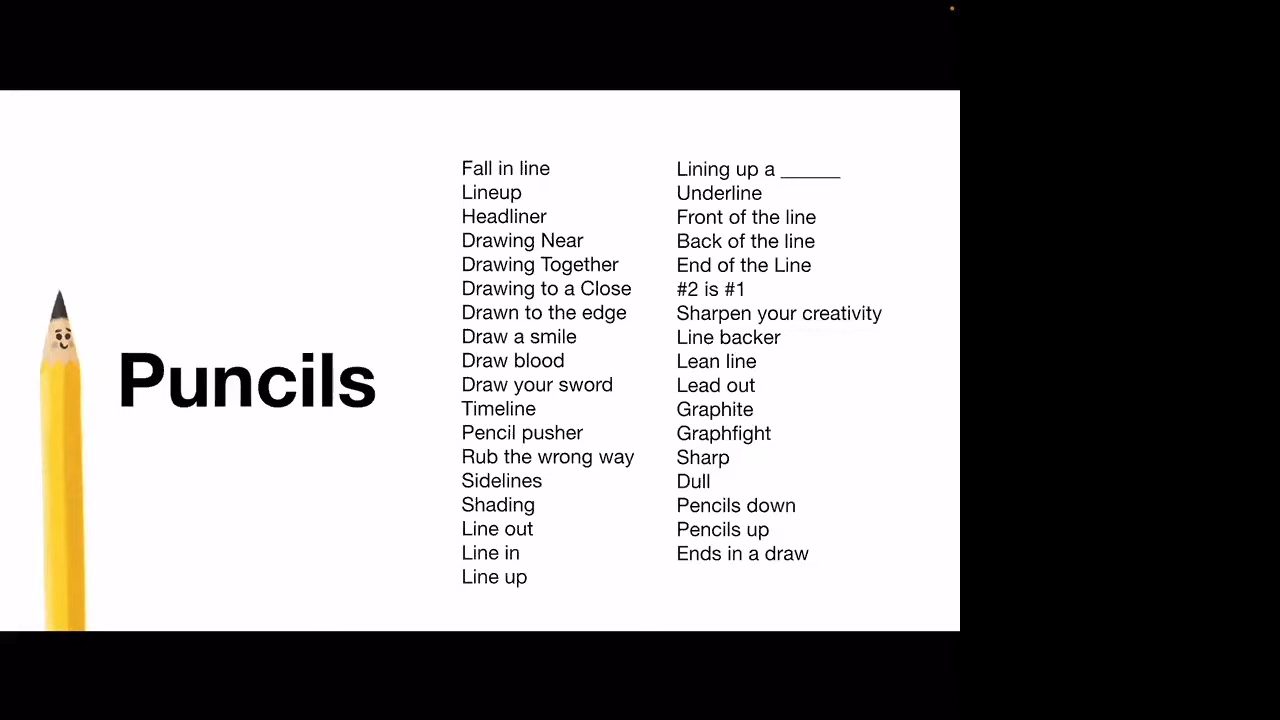 Puncils
Fall in line
Lineup
Headliner
Drawing Near
Drawing Together
Drawing to a Close
Drawn to the edge
Draw a smile
Draw blood
Draw your sword
Timeline
Pencil pusher
Rub the wrong way
Sidelines
Shading
Line out
Line in
Line up
Lining up a ______
Underline
Front of the line
Back of the line
End of the Line
#2 is #1
Sharpen your creativity
Line backer
Lean line
Lead out
Graphite
Graphfight
Sharp
Dull
Pencils down
Pencils up
Ends in a draw